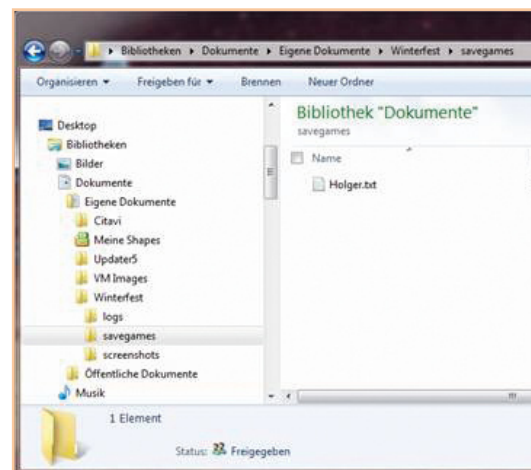 Bibliotheken ▸ Dokumente ▸ Eigene Dokumente ▸ Winterfest ▸ savegames
Organisieren Freigeben für Brennen Neuer Ordner
Desktop
Bibliotheken
Bilder
Dokumente
Eigene Dokumente
Citavi
Meine Shapes
Updater5
VM Images
Winterfest
logs
savegames
screenshots
Öffentliche Dokumente
Musik
Bibliothek "Dokumente"
savegames
Name
Holger.txt
1 Element
Status: Freigegeben